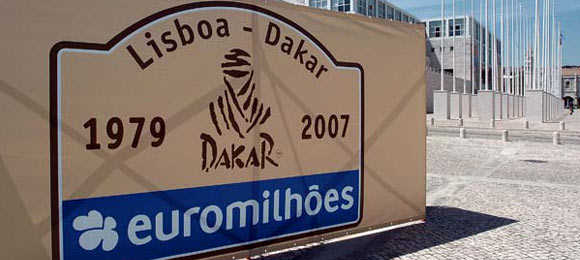 Lisboa - Dakar
1979 2007
DAKAR
euromilhões